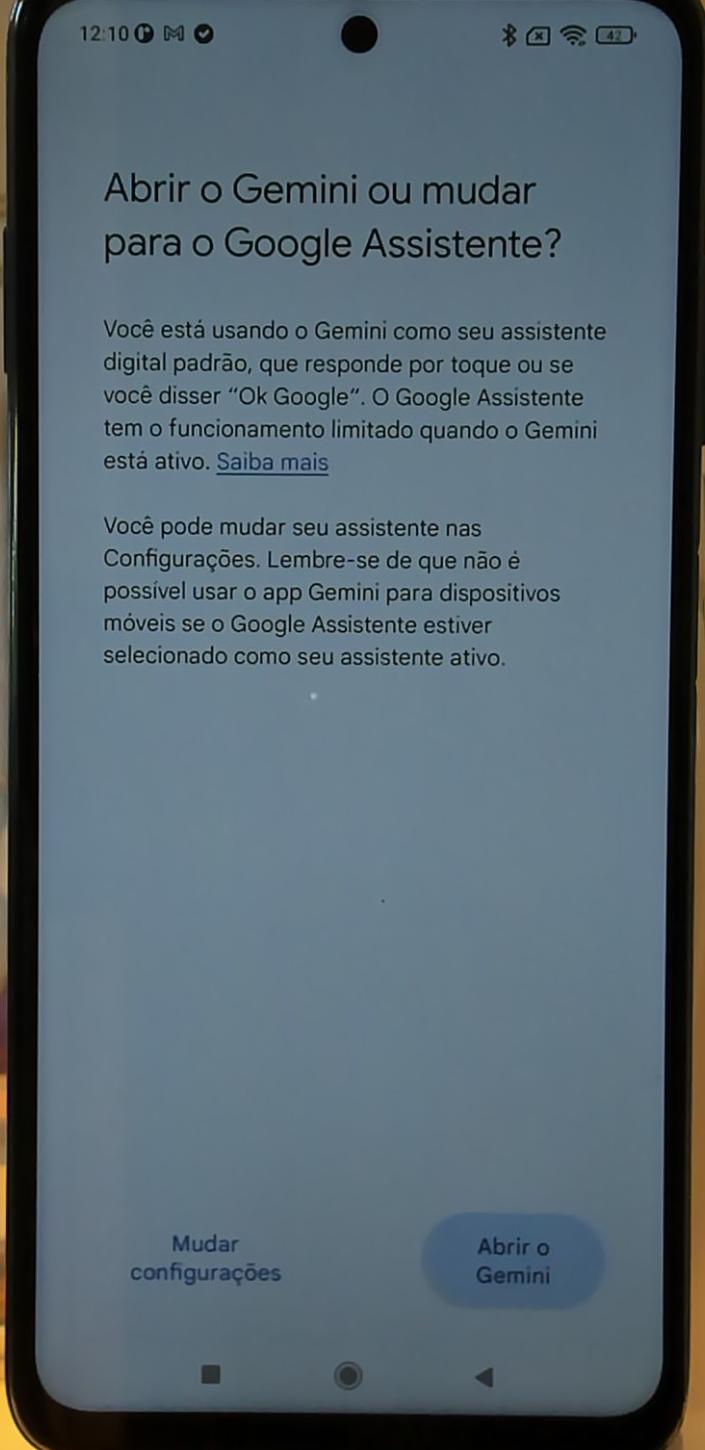 12:10 42
Abrir o Gemini ou mudar
para o Google Assistente?
Você está usando o Gemini como seu assistente
digital padrão, que responde por toque ou se
você disser “Ok Google”. O Google Assistente
tem o funcionamento limitado quando o Gemini
está ativo. Saiba mais
Você pode mudar seu assistente nas
Configurações. Lembre-se de que não é
possível usar o app Gemini para dispositivos
móveis se o Google Assistente estiver
selecionado como seu assistente ativo.
Mudar
configurações
Abrir o
Gemini